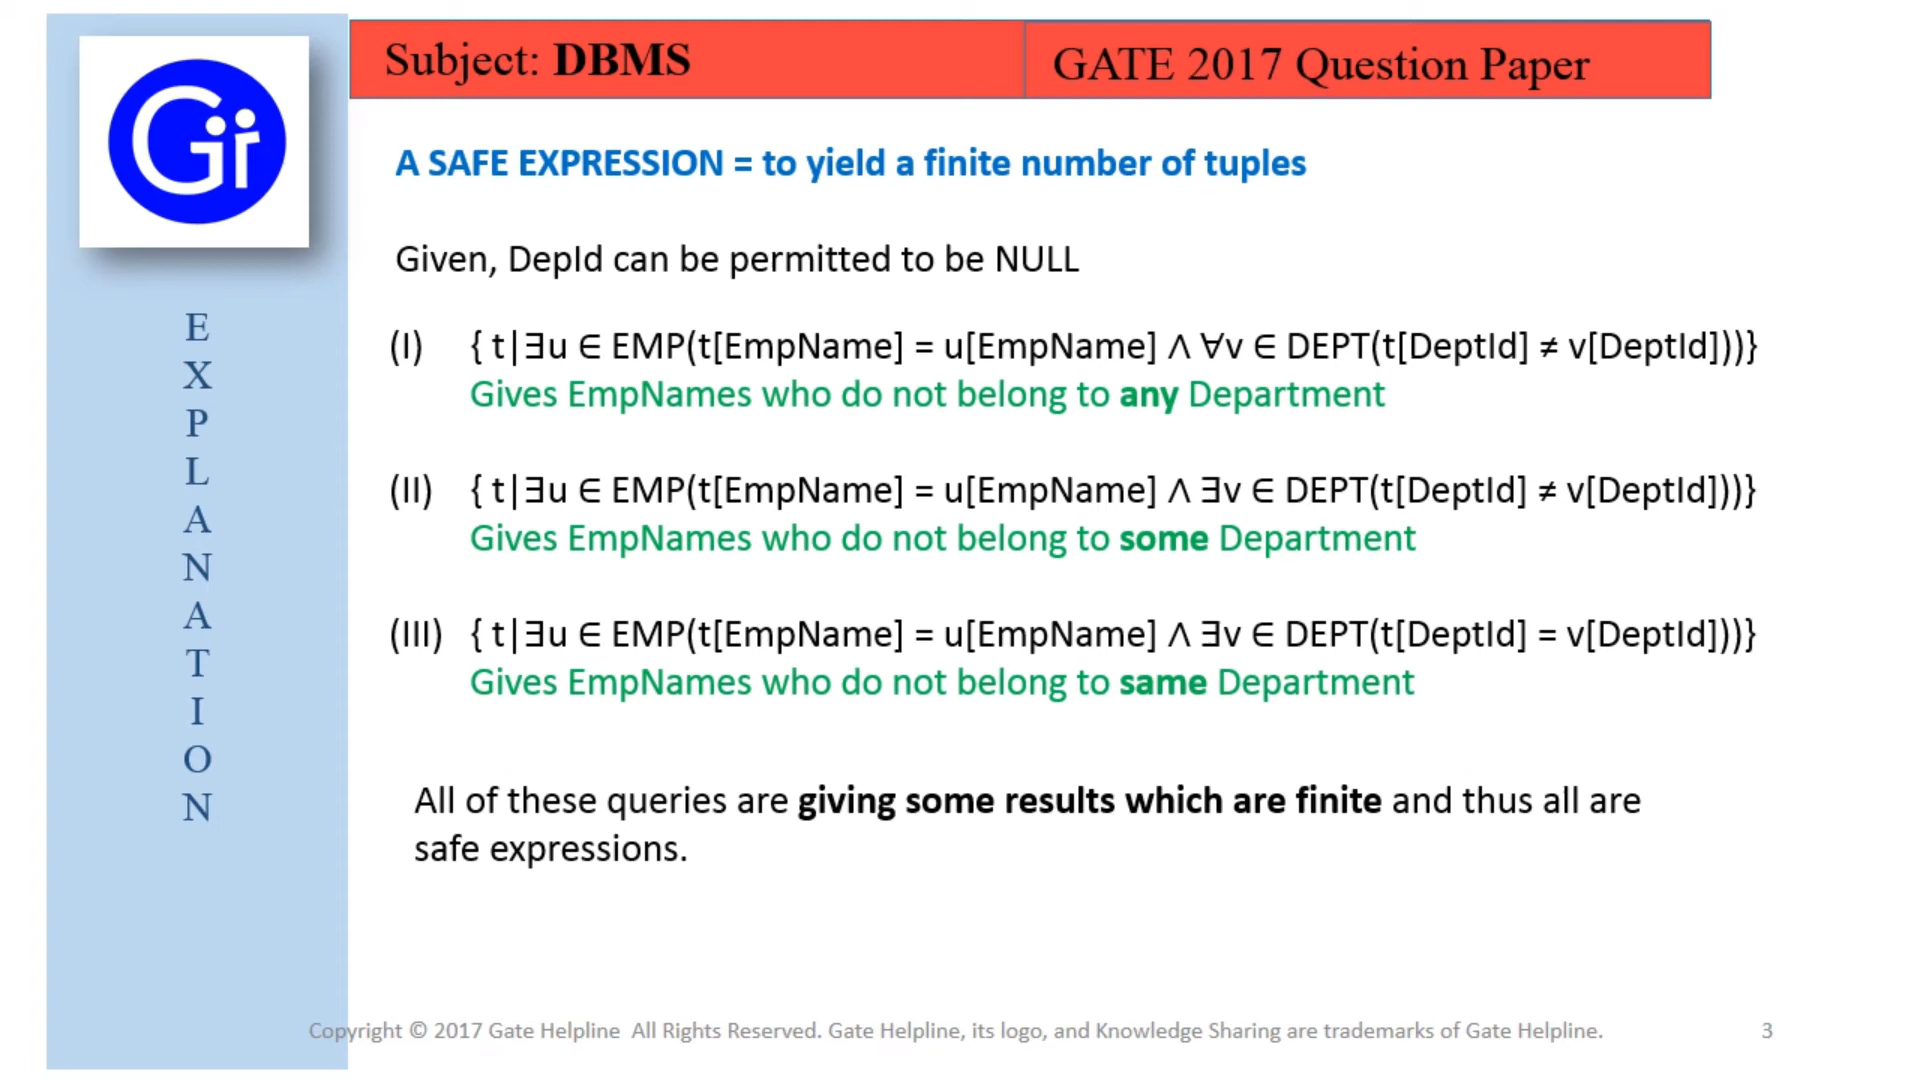 Subject: DBMS
GATE 2017 Question Paper
Gr
EXPLANATION
A SAFE EXPRESSION = to yield a finite number of tuples
Given, DepId can be permitted to be NULL
(I) { t|∃u ∈ EMP(t[EmpName] = u[EmpName] ∧ ∀v ∈ DEPT(t[DeptId] ≠ v[DeptId]))}
Gives EmpNames who do not belong to any Department
(II) { t|∃u ∈ EMP(t[EmpName] = u[EmpName] ∧ ∃v ∈ DEPT(t[DeptId] ≠ v[DeptId]))}
Gives EmpNames who do not belong to some Department
(III) { t|∃u ∈ EMP(t[EmpName] = u[EmpName] ∧ ∃v ∈ DEPT(t[DeptId] = v[DeptId]))}
Gives EmpNames who do not belong to same Department
All of these queries are giving some results which are finite and thus all are
safe expressions.
Copyright © 2017 Gate Helpline All Rights Reserved. Gate Helpline, its logo, and Knowledge Sharing are trademarks of Gate Helpline.
3